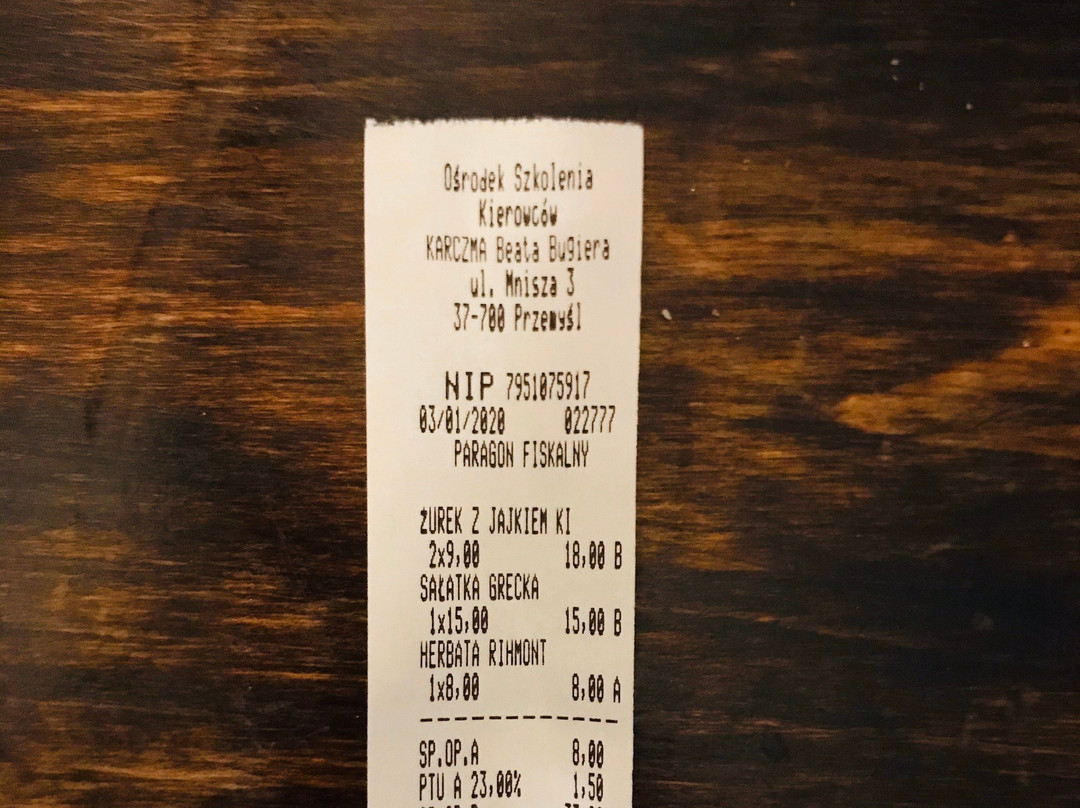 Ośrodek Szkolenia
Kierowców
KARCZMA Beata Bugiera
ul. Mnisza 3
37-700 Przemyśl
NIP 7951075917
03/01/2020 022777
PARAGON FISKALNY
ŻUREK Z JAJKIEM KI
2x9,00 18,00 B
SAŁATKA GRECKA
1x15,00 15,00 B
HERBATA RIHMONT
1x8,00 8,00 A
SP.OP.A 8,00
PTU A 23,00% 1,50